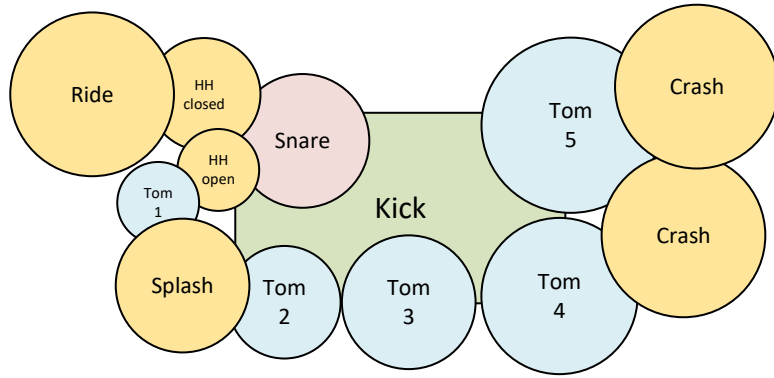 Ride
HH
closed
Snare
Tom
5
Crash
HH
open
Tom
1
Kick
Crash
Splash
Tom
2
Tom
3
Tom
4